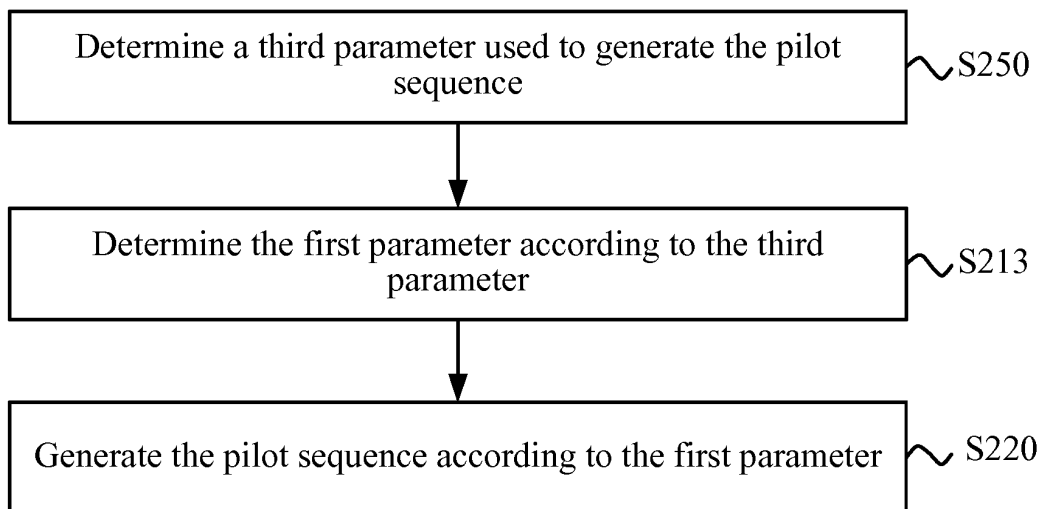 Determine a third parameter used to generate the pilot
sequence
S250
Determine the first parameter according to the third
parameter
S213
Generate the pilot sequence according to the first parameter
S220